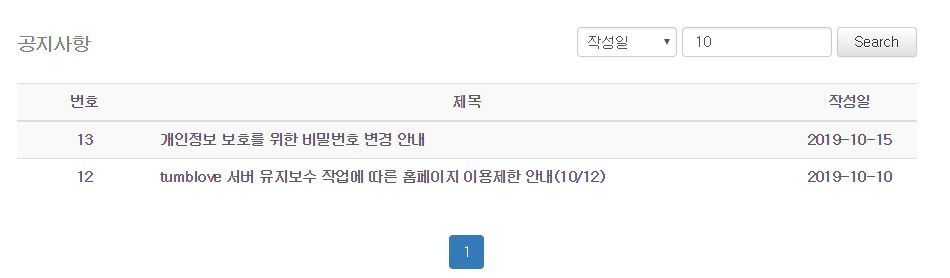 공지사항
작성일 10 Search
번호 제목 작성일
13 개인정보 보호를 위한 비밀번호 변경 안내 2019-10-15
12 tumblove 서버 유지보수 작업에 따른 홈페이지 이용제한 안내(10/12) 2019-10-10
1